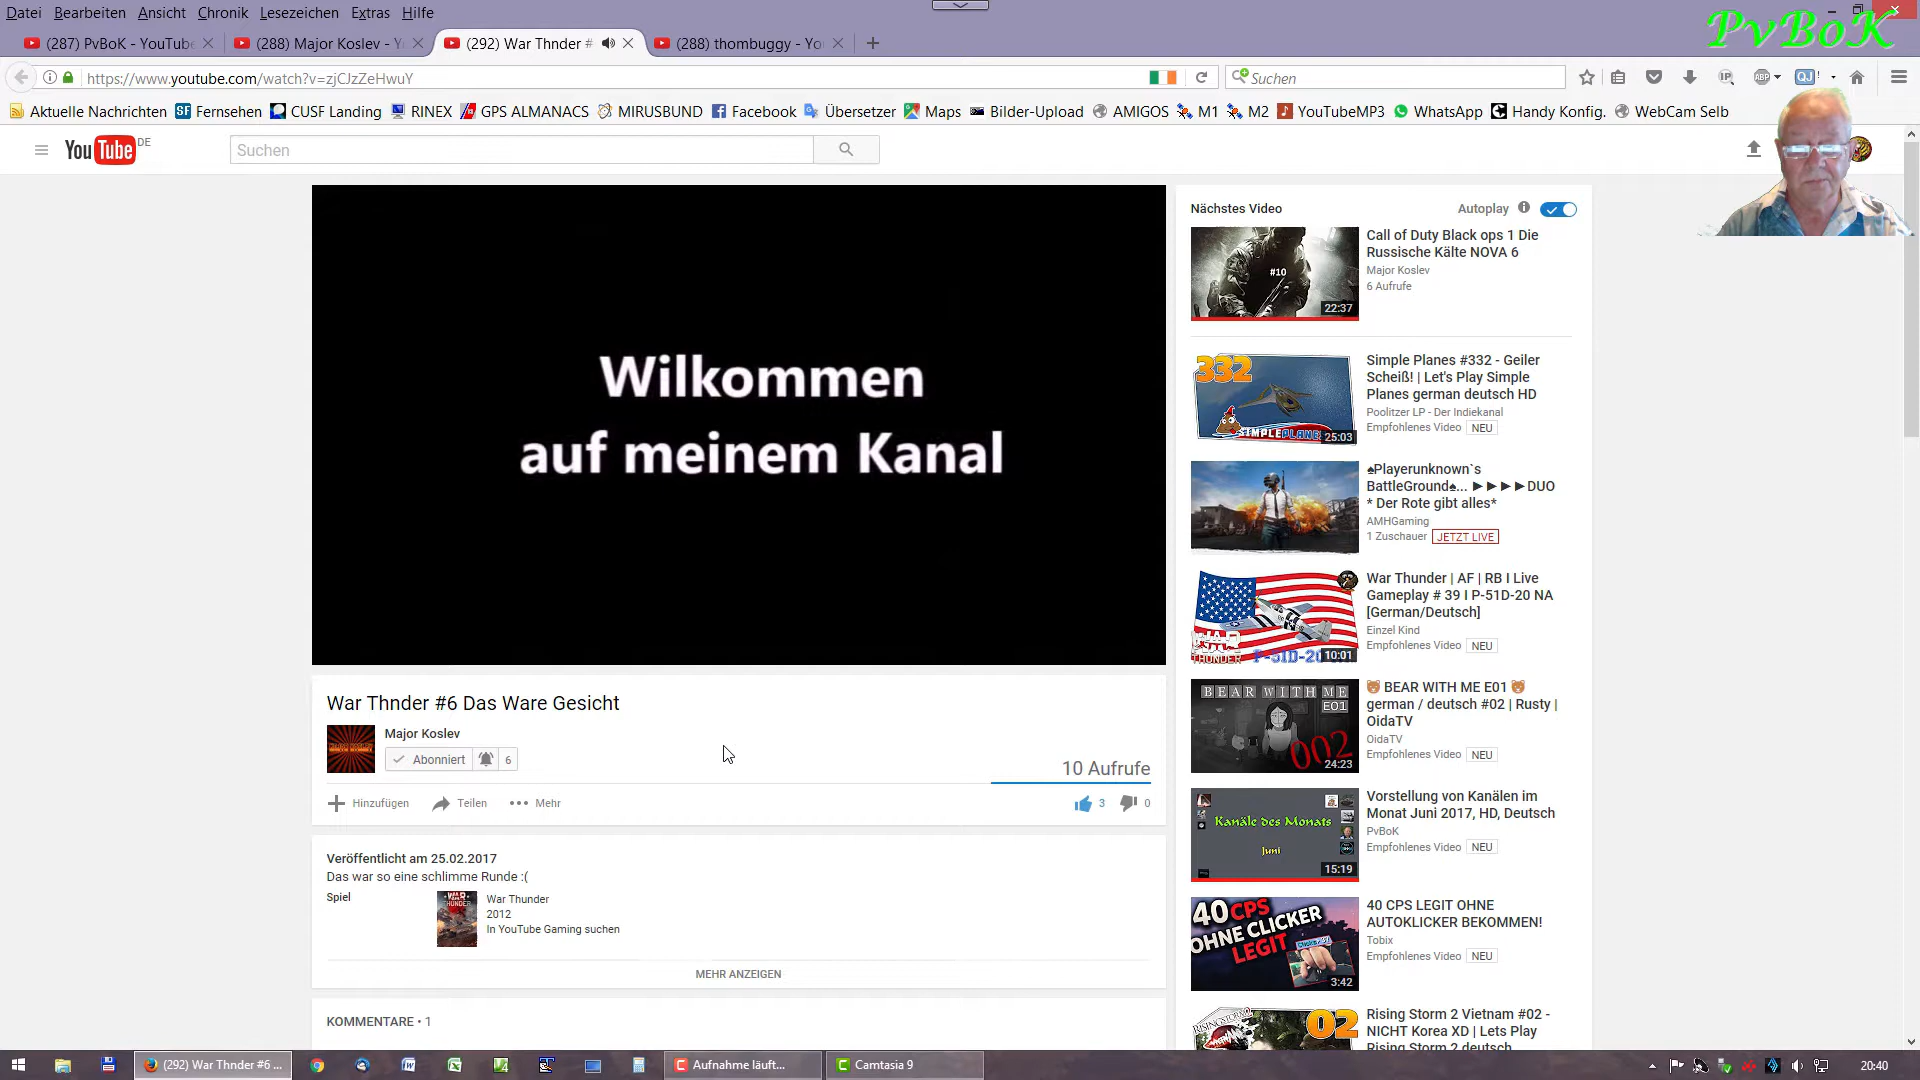 Datei Bearbeiten Ansicht Chronik Lesezeichen Extras Hilfe
PvBoK
(287) PvBoK - YouTube
(288) Major Koslev - Y
(292) War Thnder #
(288) thombuggy - Yo
https://www.youtube.com/watch?v=zjCJzZeHwuY
Suchen
Aktuelle Nachrichten Fernsehen CUSF Landing RINEX GPS ALMANACS MIRUSBUND Facebook Übersetzer Maps Bilder-Upload AMIGOS M1 M2 YouTubeMP3 WhatsApp Handy Konfig. WebCam Selb
YouTube DE
Suchen
Wilkommen
auf meinem Kanal
War Thnder #6 Das Ware Gesicht
Major Koslev
Abonniert 6
10 Aufrufe
Hinzufügen Teilen Mehr
3 0
Veröffentlicht am 25.02.2017
Das war so eine schlimme Runde :(
Spiel
War Thunder
2012
In YouTube Gaming suchen
MEHR ANZEIGEN
KOMMENTARE • 1
Nächstes Video
Autoplay
#10
22:37
Call of Duty Black ops 1 Die
Russische Kälte NOVA 6
Major Koslev
6 Aufrufe
332
SIMPLEPLANES
25:03
Simple Planes #332 - Geiler
Scheiß! | Let's Play Simple
Planes german deutsch HD
Poolitzer LP - Der Indiekanal
Empfohlenes Video NEU
♠Playerunknown`s
BattleGround♠... ►►►►DUO
* Der Rote gibt alles*
AMHGaming
1 Zuschauer JETZT LIVE
WAR THUNDER
P-51D-20
10:01
War Thunder | AF | RB I Live
Gameplay # 39 I P-51D-20 NA
[German/Deutsch]
Einzel Kind
Empfohlenes Video NEU
BEAR WITH ME
E01
002
24:23
🐻 BEAR WITH ME E01 🐻
german / deutsch #02 | Rusty |
OidaTV
OidaTV
Empfohlenes Video NEU
Kanäle des Monats
Juni
15:19
Vorstellung von Kanälen im
Monat Juni 2017, HD, Deutsch
PvBoK
Empfohlenes Video NEU
40 CPS
OHNE CLICKER
LEGIT
3:42
40 CPS LEGIT OHNE
AUTOKLICKER BEKOMMEN!
Tobix
Empfohlenes Video NEU
RISING STORM 2
02
Rising Storm 2 Vietnam #02 -
NICHT Korea XD | Lets Play
Rising Storm 2 deutsch
(292) War Thnder #6 ...
Aufnahme läuft...
Camtasia 9
20:40